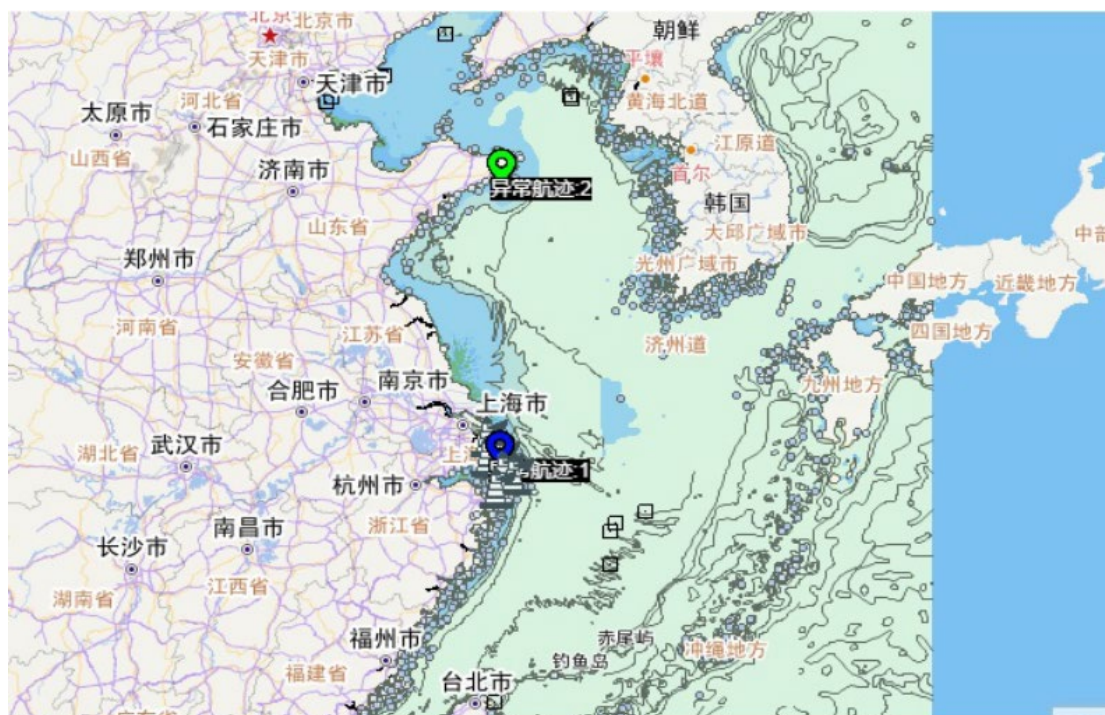 北京
北京市
天津市
天津市
河北省
太原市
石家庄市
山西省
济南市
山东省
朝鲜
平壤
黄海北道
江原道
首尔
韩国
大邱广域市
光州广域市
异常航迹:2
郑州市
河南省
江苏省
济州道
中国地方
近畿地方
中部
四国地方
九州地方
安徽省
南京市
合肥市
上海市
上海
航迹:1
湖北省
武汉市
杭州市
浙江省
南昌市
长沙市
江西省
湖南省
福州市
福建省
赤尾屿
钓鱼岛
冲绳地方
台北市